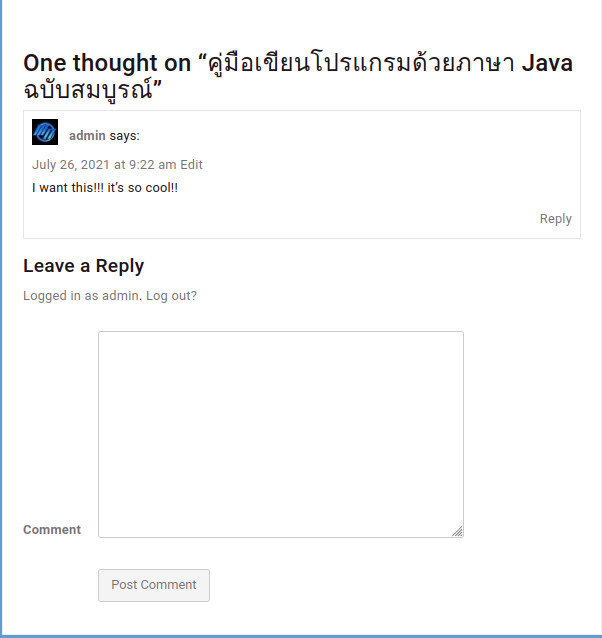 One thought on “คู่มือเขียนโปรแกรมด้วยภาษา Java
ฉบับสมบูรณ์”
admin says:
July 26, 2021 at 9:22 am Edit
I want this!!! it’s so cool!!
Reply
Leave a Reply
Logged in as admin. Log out?
Comment
Post Comment